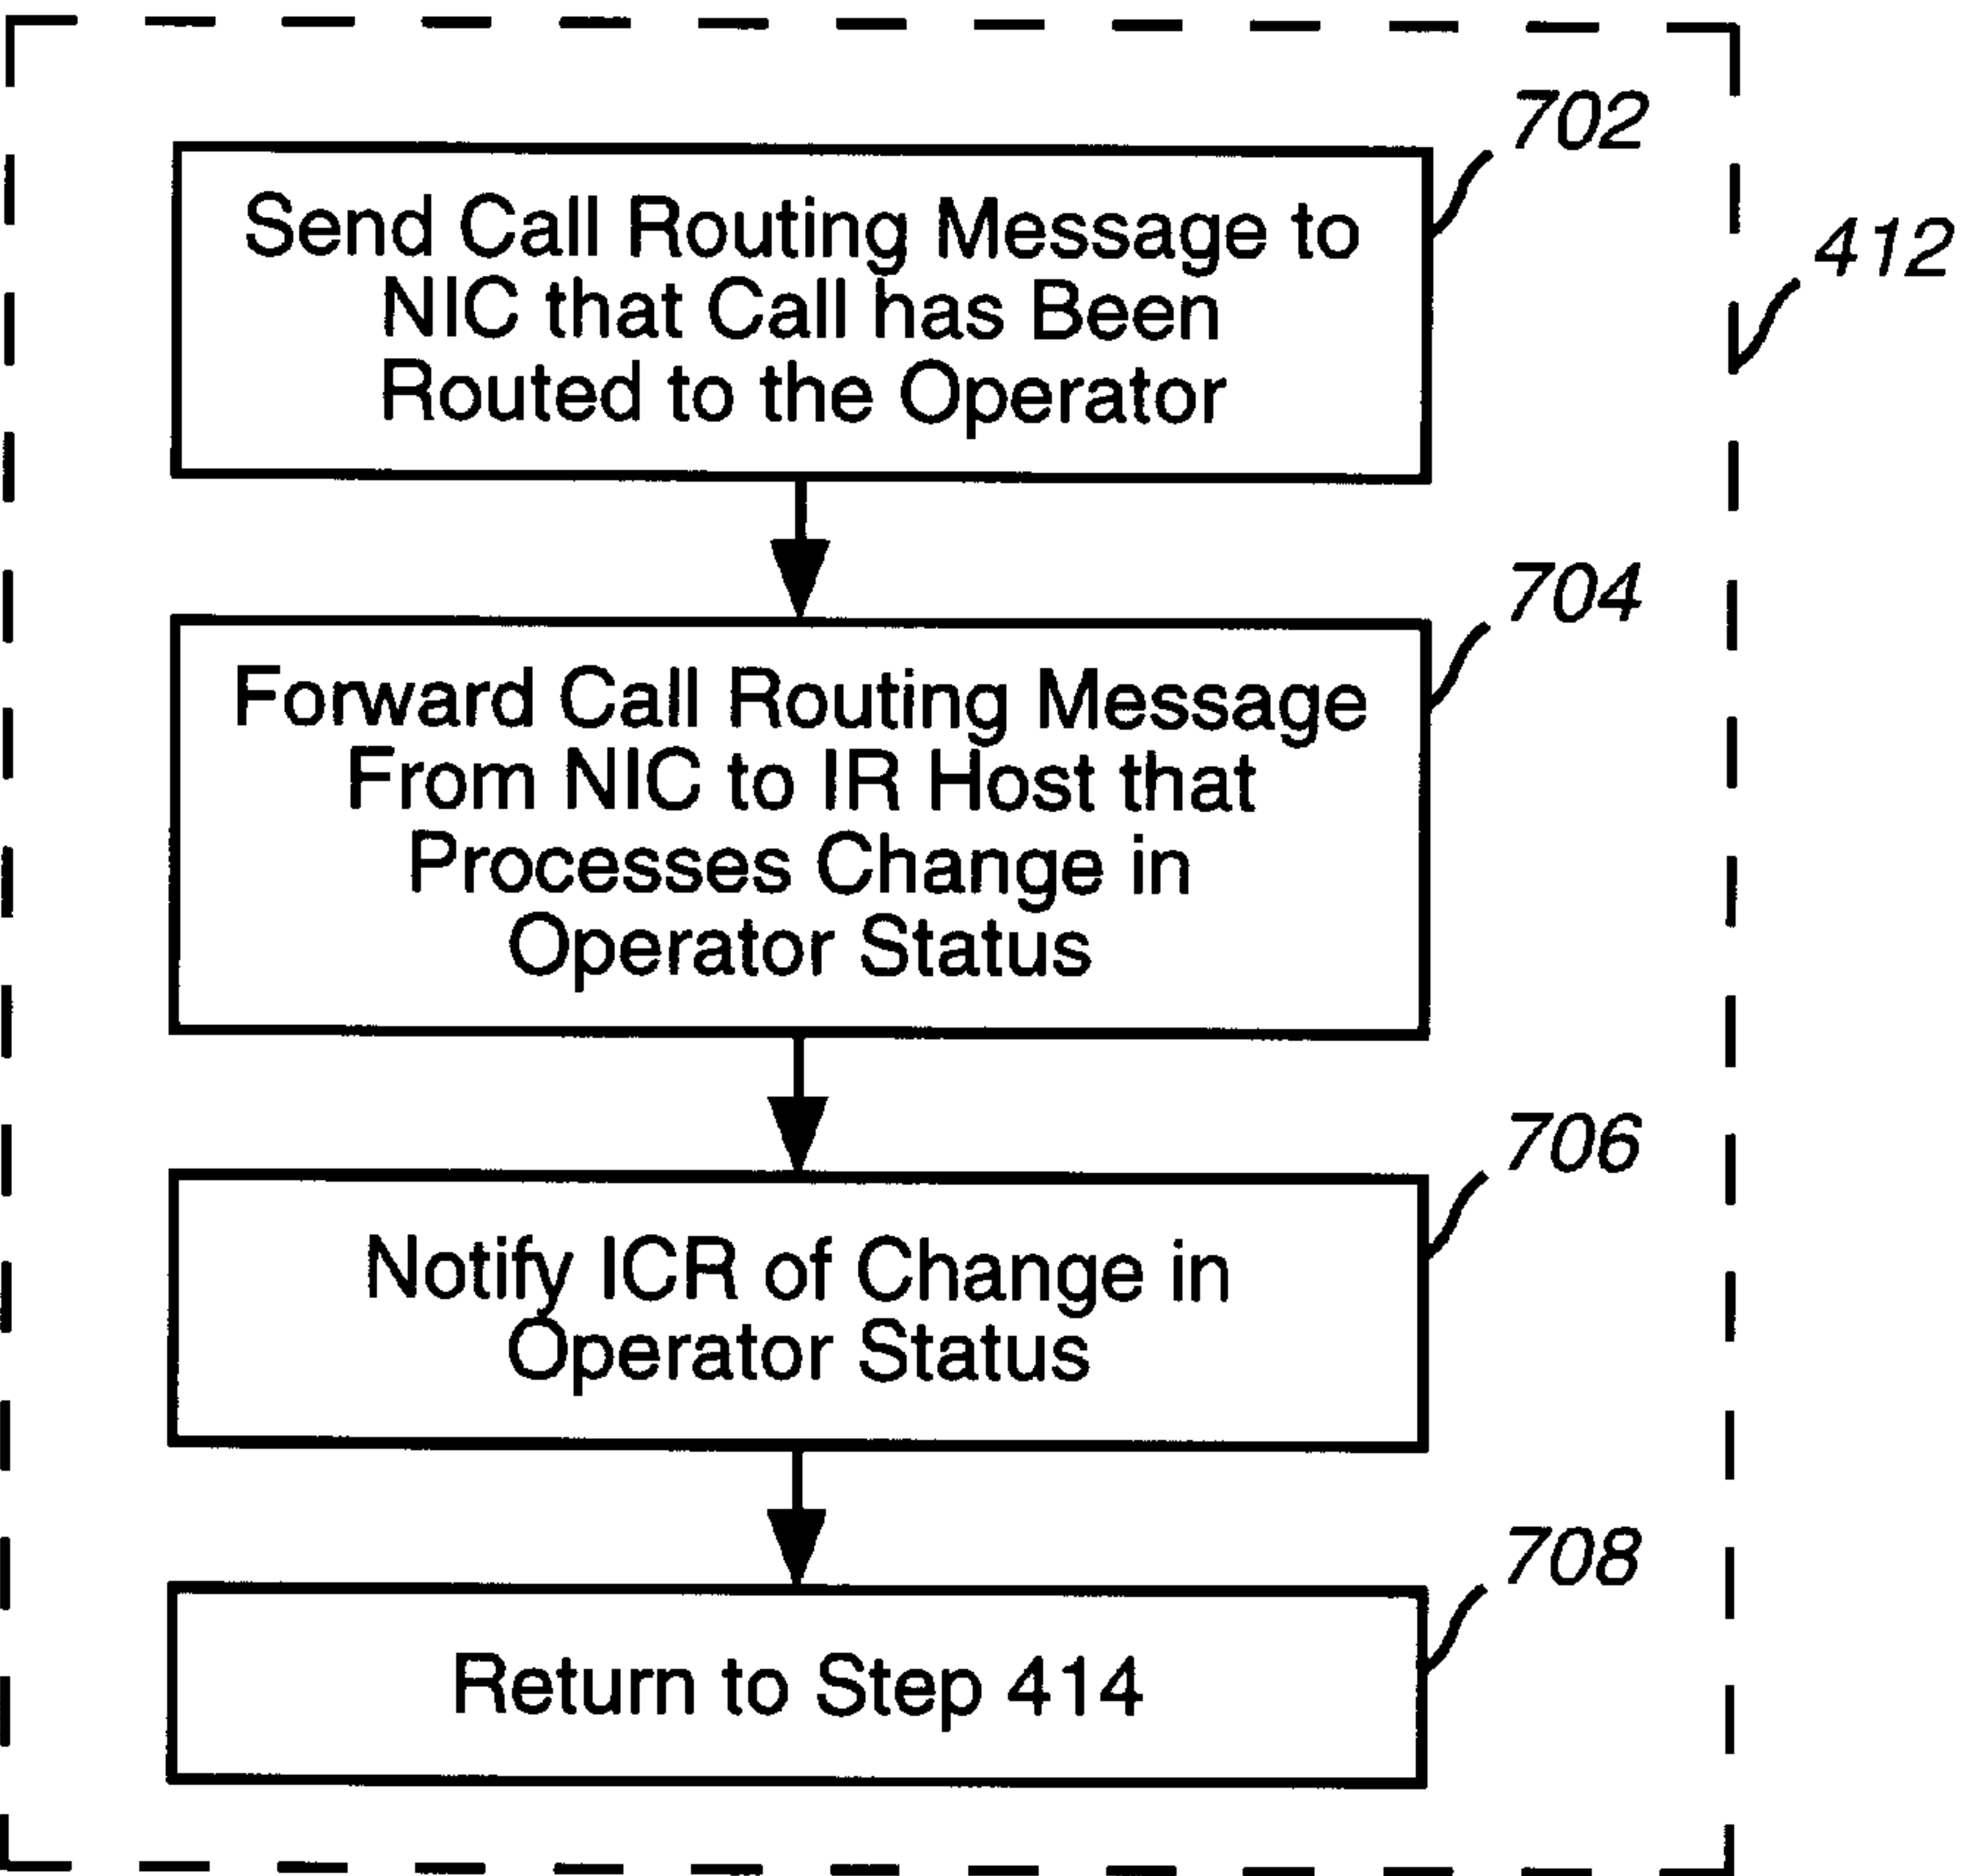 702
Send Call Routing Message to
NIC that Call has Been
Routed to the Operator
412
704
Forward Call Routing Message
From NIC to IR Host that
Processes Change in
Operator Status
706
Notify ICR of Change in
Operator Status
708
Return to Step 414